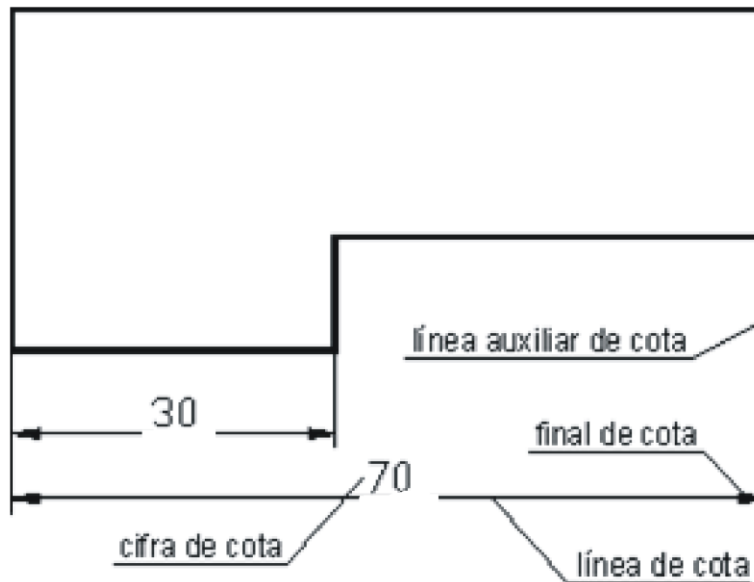 línea auxiliar de cota
30
final de cota
70
cifra de cota
línea de cota